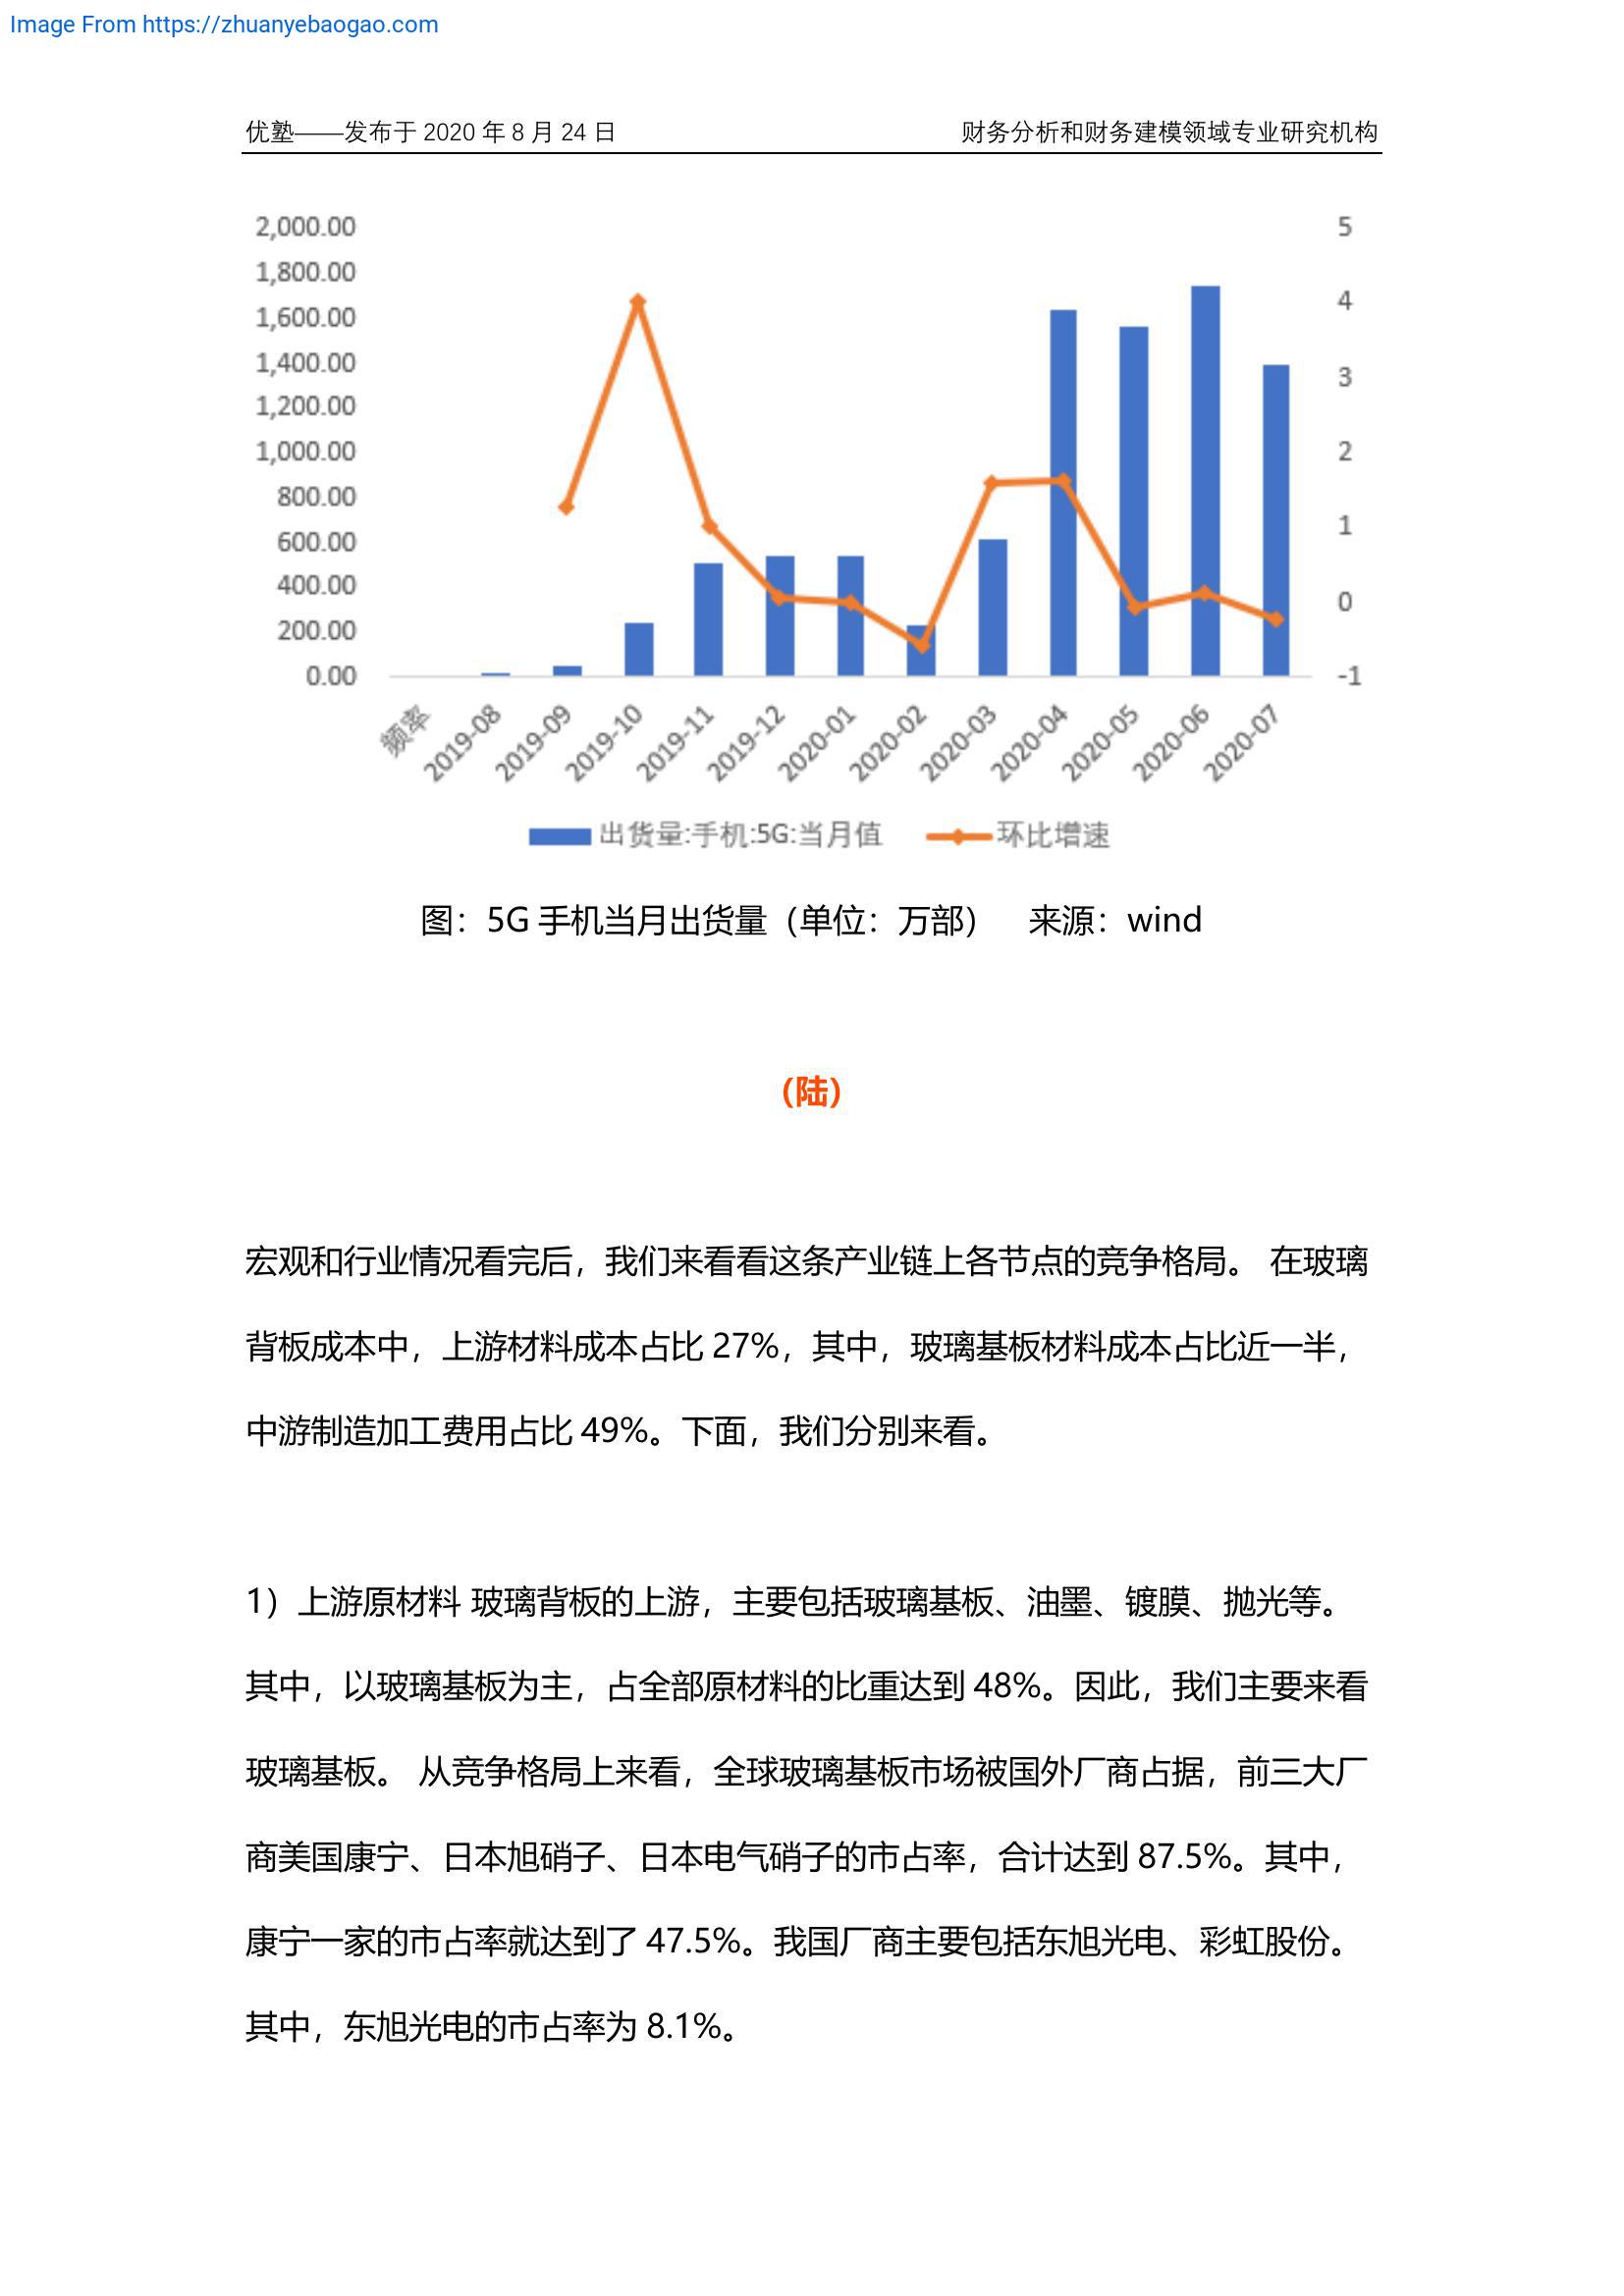 Image From https://zhuanyebaogao.com
优塾——发布于 2020 年 8 月 24 日 财务分析和财务建模领域专业研究机构
2,000.00 5
1,800.00
1,600.00 4
1,400.00 3
1,200.00
1,000.00 2
800.00
600.00 1
400.00 0
200.00
0.00 -1
频率 2019-08 2019-09 2019-10 2019-11 2019-12 2020-01 2020-02 2020-03 2020-04 2020-05 2020-06 2020-07
出货量:手机:5G:当月值 环比增速
图：5G 手机当月出货量（单位：万部） 来源：wind
（陆）
宏观和行业情况看完后，我们来看看这条产业链上各节点的竞争格局。 在玻璃
背板成本中，上游材料成本占比 27%，其中，玻璃基板材料成本占比近一半，
中游制造加工费用占比 49%。下面，我们分别来看。
1）上游原材料 玻璃背板的上游，主要包括玻璃基板、油墨、镀膜、抛光等。
其中，以玻璃基板为主，占全部原材料的比重达到 48%。因此，我们主要来看
玻璃基板。 从竞争格局上来看，全球玻璃基板市场被国外厂商占据，前三大厂
商美国康宁、日本旭硝子、日本电气硝子的市占率，合计达到 87.5%。其中，
康宁一家的市占率就达到了 47.5%。我国厂商主要包括东旭光电、彩虹股份。
其中，东旭光电的市占率为 8.1%。